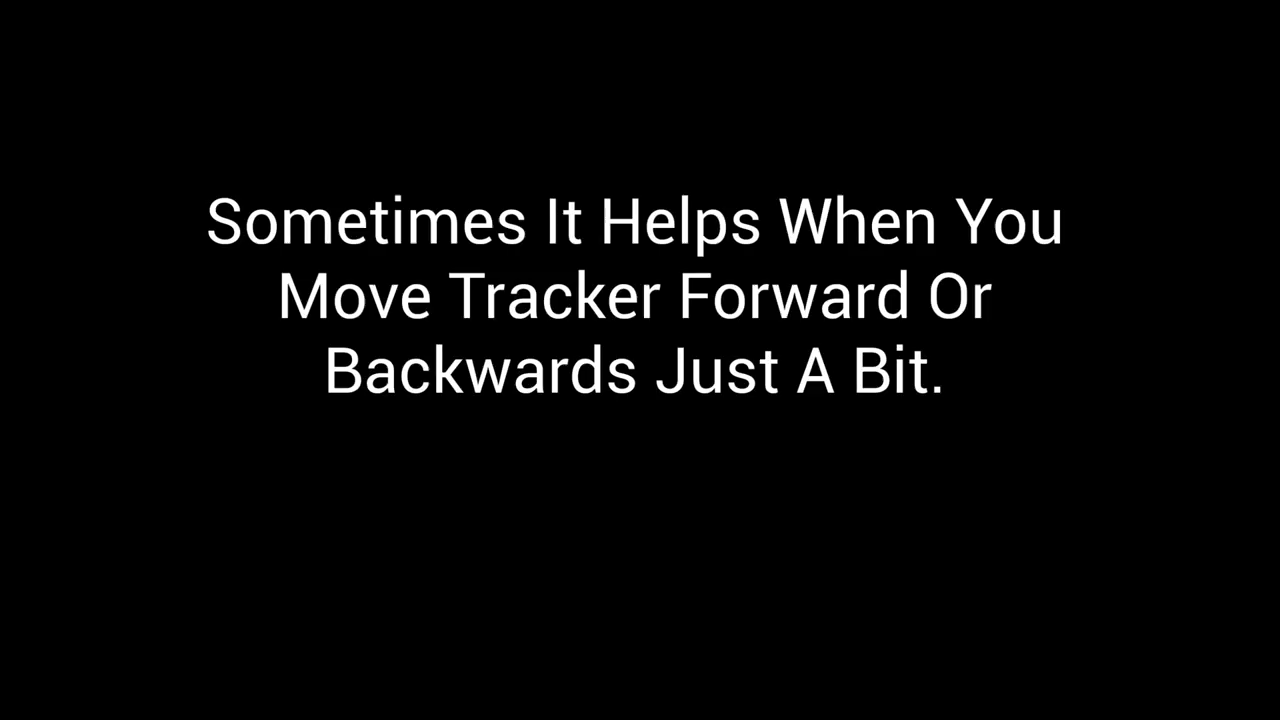 Sometimes It Helps When You
Move Tracker Forward Or
Backwards Just A Bit.